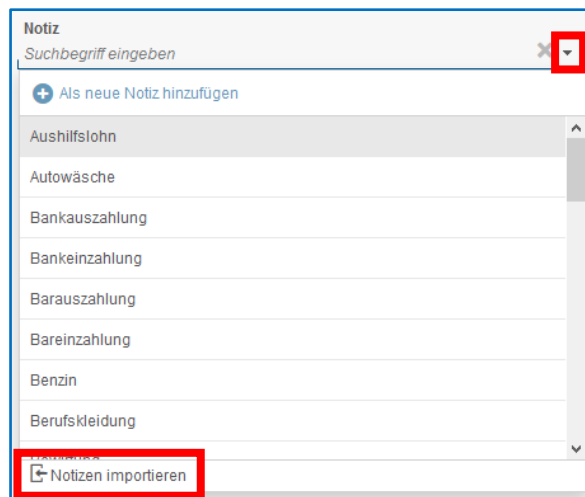 Notiz
Suchbegriff eingeben
Als neue Notiz hinzufügen
Aushilfslohn
Autowäsche
Bankauszahlung
Bankeinzahlung
Barauszahlung
Bareinzahlung
Benzin
Berufskleidung
Notizen importieren